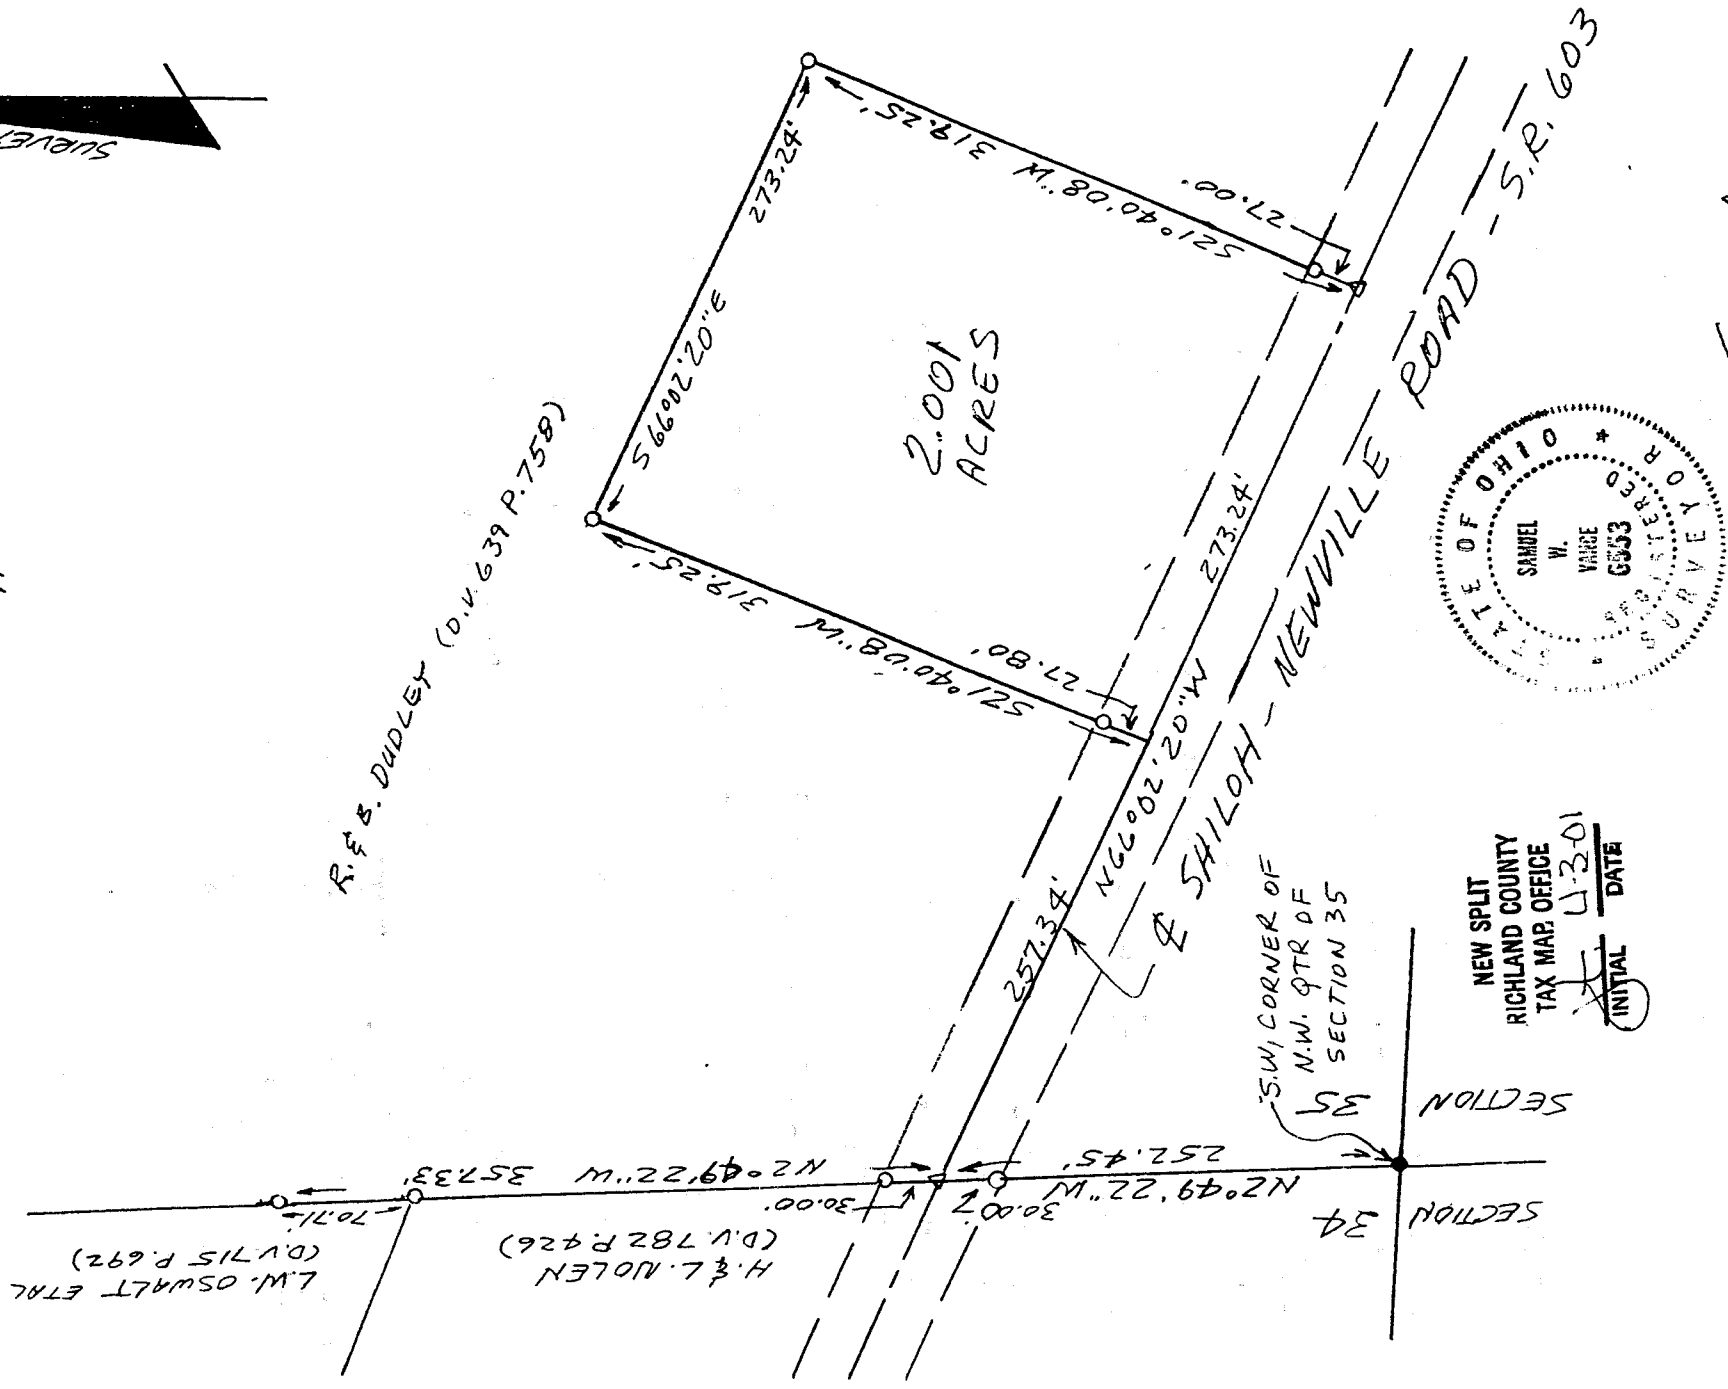 SURVEY
R. & B. DUDLEY (D.V. 639 P. 758)
S 66°02'20"E
273.24'
S21°40'08"W 319.25'
27.00'
2.001
ACRES
S21°40'08"W 319.25'
27.80'
273.24'
N66°02'20"W
257.34'
℄ SHILOH - NEWVILLE ROAD - S.R. 603
STATE OF OHIO
SAMUEL
W.
VANCE
REGISTERED
SURVEYOR
S.W. CORNER OF
N.W. QTR OF
SECTION 35
NEW SPLIT
RICHLAND COUNTY
TAX MAP OFFICE
4-3-01
INITIAL DATE
SECTION 35
SECTION 34
N2°49'22"W 252.45'
30.00'
30.00'
N2°49'22"W 357.33'
70.71'
H. & L. NOLEN
(D.V. 782 P. 426)
L.W. OSWALT ETAL
(D.V. 715 P. 692)